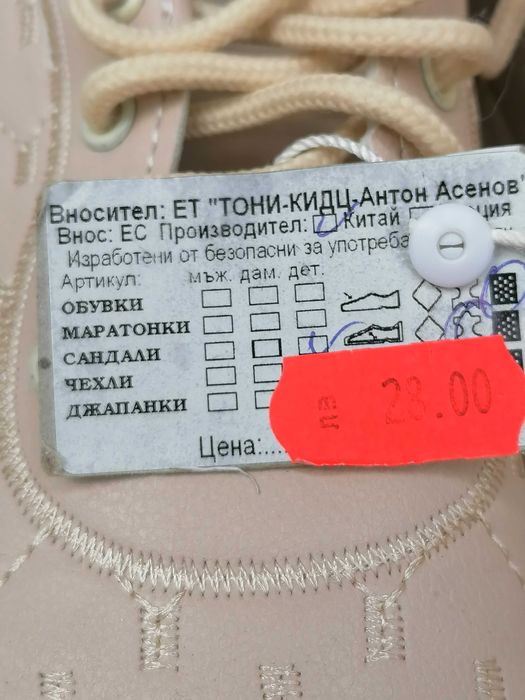 Вносител: ЕТ "ТОНИ-КИДЦ-Антон Асенов"
Внос: ЕС Производител: Китай
Изработени от безопасни за употреба
Артикул: мъж. дам. дет.
ОБУВКИ
МАРАТОНКИ
САНДАЛИ
ЧЕХЛИ
ДЖАПАНКИ
лв 28.00
Цена:....